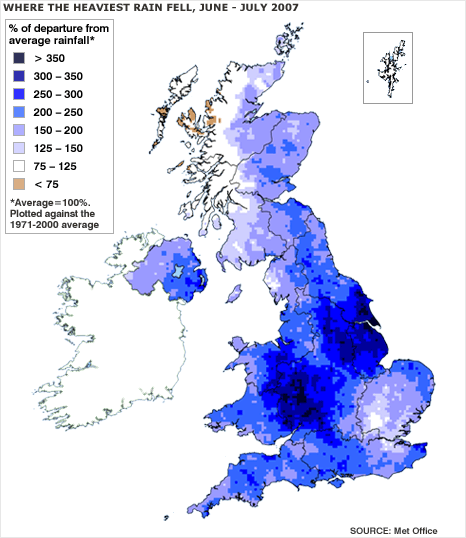 WHERE THE HEAVIEST RAIN FELL, JUNE - JULY 2007
% of departure from
average rainfall*
> 350
300 – 350
250 – 300
200 – 250
150 – 200
125 – 150
75 – 125
< 75
*Average=100%.
Plotted against the
1971-2000 average
SOURCE: Met Office